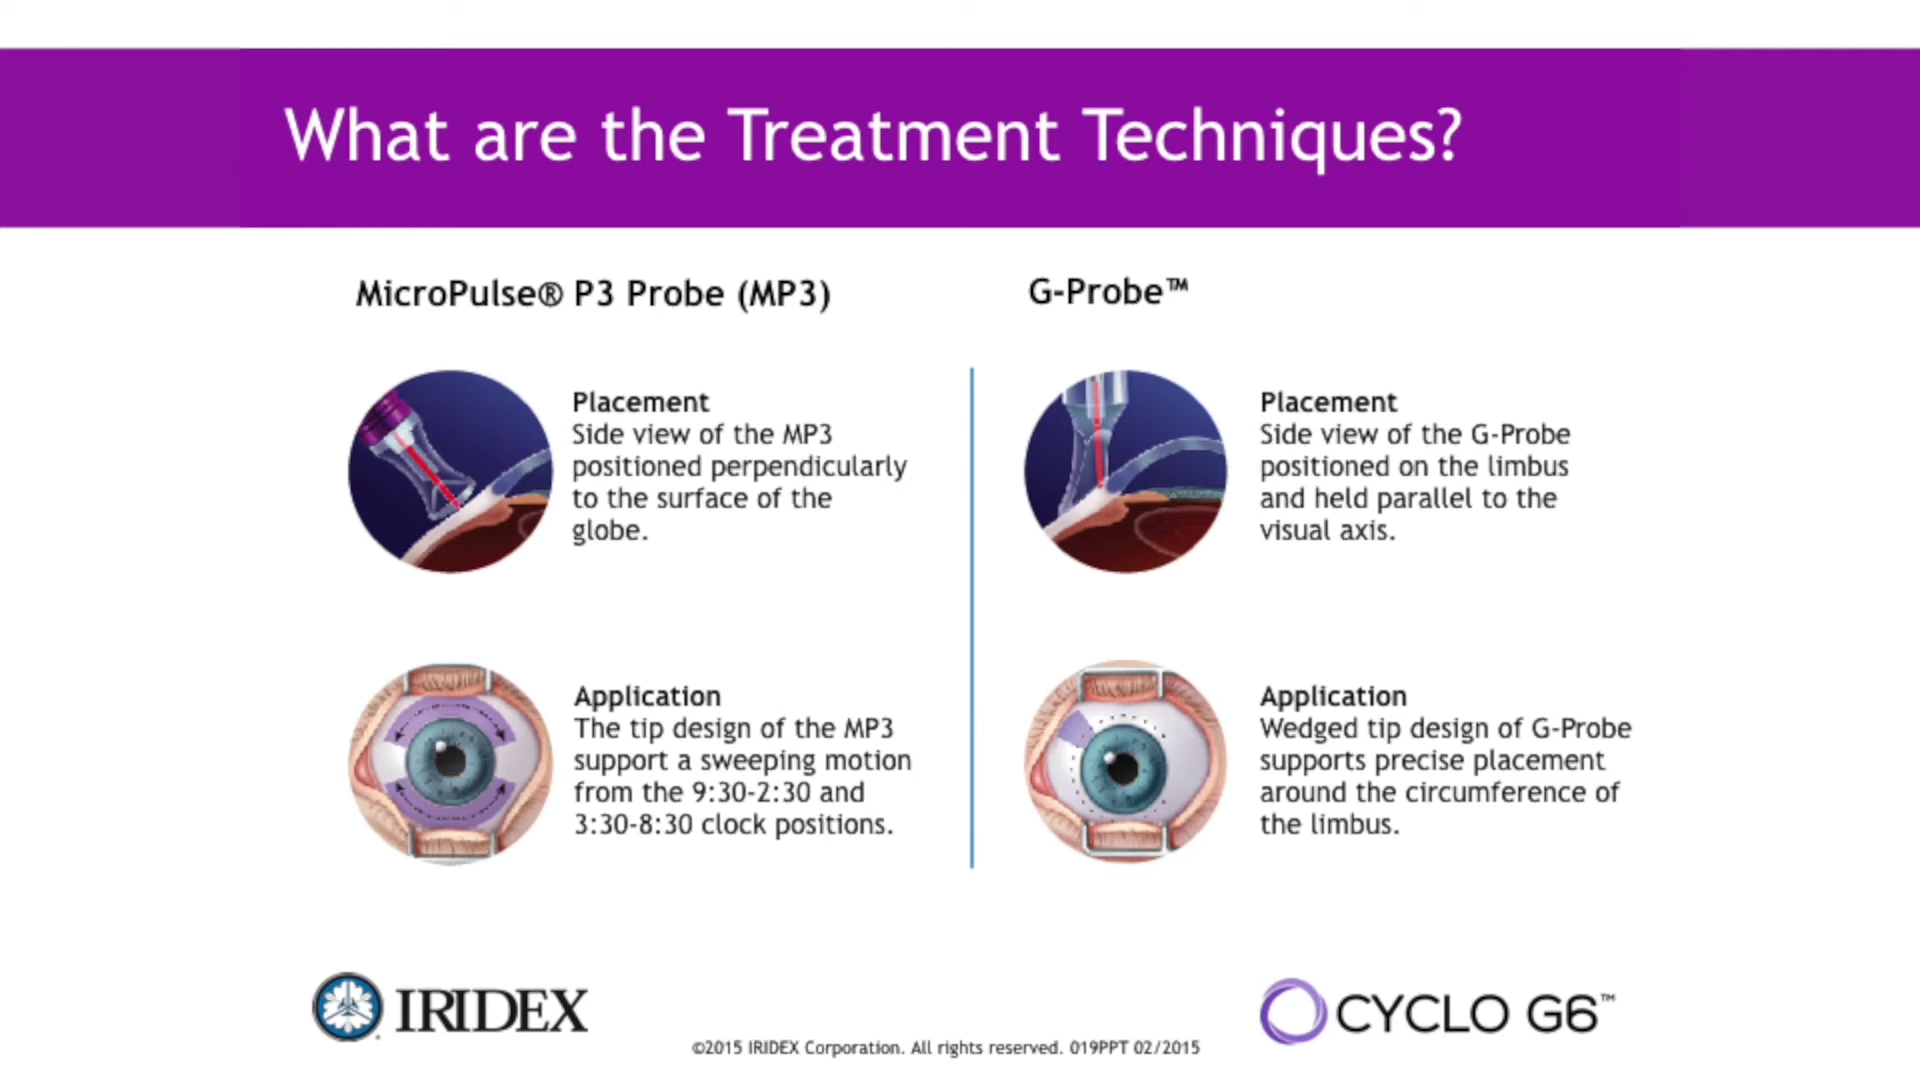 What are the Treatment Techniques?
MicroPulse® P3 Probe (MP3)
Placement
Side view of the MP3
positioned perpendicularly
to the surface of the
globe.
Application
The tip design of the MP3
support a sweeping motion
from the 9:30-2:30 and
3:30-8:30 clock positions.
G-Probe™
Placement
Side view of the G-Probe
positioned on the limbus
and held parallel to the
visual axis.
Application
Wedged tip design of G-Probe
supports precise placement
around the circumference of
the limbus.
IRIDEX
©2015 IRIDEX Corporation. All rights reserved. 019PPT 02/2015
CYCLO G6™